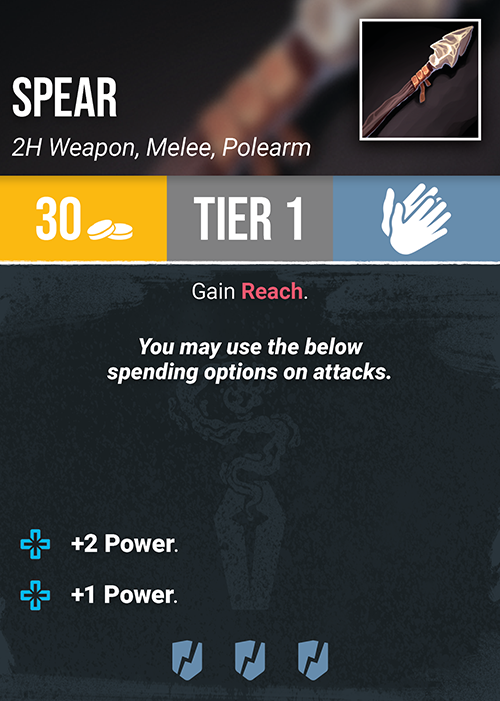 SPEAR
2H Weapon, Melee, Polearm
30
TIER 1
Gain Reach.
You may use the below
spending options on attacks.
+2 Power.
+1 Power.